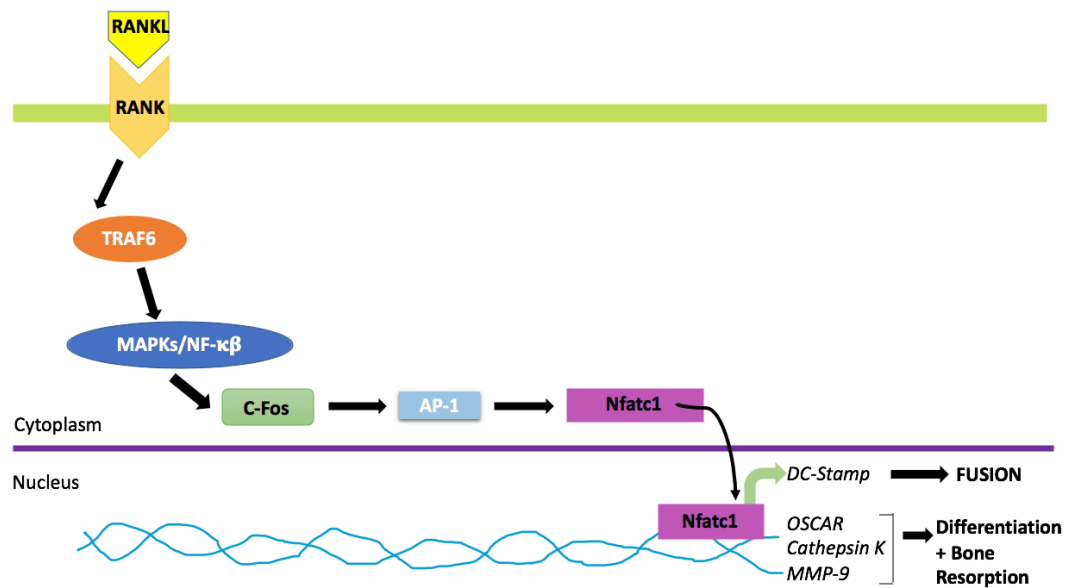 RANKL
RANK
TRAF6
MAPKs/NF-κβ
C-Fos
AP-1
Nfatc1
Cytoplasm
Nucleus
DC-Stamp
FUSION
Nfatc1
OSCAR
Cathepsin K
MMP-9
Differentiation
+ Bone
Resorption